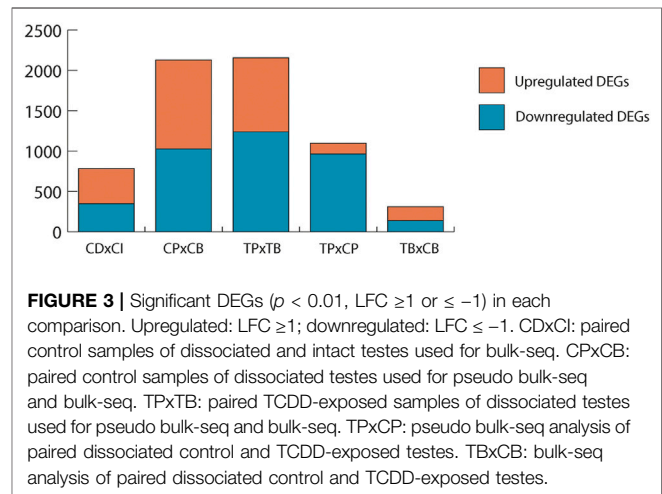 2500
2000
1500
1000
500
0
Upregulated DEGs
Downregulated DEGs
CDxCI CPxCB TPxTB TPxCP TBxCB
FIGURE 3 | Significant DEGs (p < 0.01, LFC ≥1 or ≤ −1) in each
comparison. Upregulated: LFC ≥1; downregulated: LFC ≤ −1. CDxCI: paired
control samples of dissociated and intact testes used for bulk-seq. CPxCB:
paired control samples of dissociated testes used for pseudo bulk-seq
and bulk-seq. TPxTB: paired TCDD-exposed samples of dissociated testes
used for pseudo bulk-seq and bulk-seq. TPxCP: pseudo bulk-seq analysis of
paired dissociated control and TCDD-exposed testes. TBxCB: bulk-seq
analysis of paired dissociated control and TCDD-exposed testes.